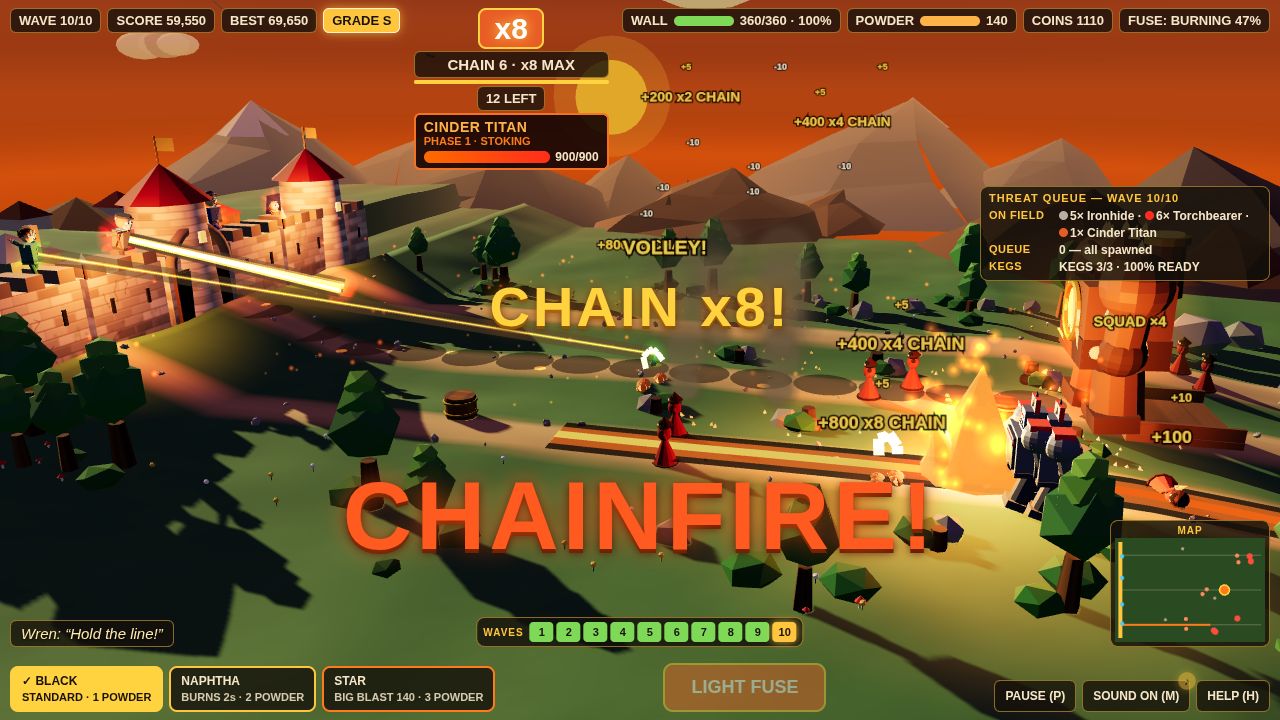 WAVE 10/10
SCORE 59,550
BEST 69,650
GRADE S
x8
CHAIN 6 · x8 MAX
12 LEFT
CINDER TITAN
PHASE 1 · STOKING
900/900
WALL 360/360 · 100%
POWDER 140
COINS 1110
FUSE: BURNING 47%
+5
-10
+5
+200 x2 CHAIN
+5
+400 x4 CHAIN
-10
-10
-10
-10
-10
-10
THREAT QUEUE — WAVE 10/10
ON FIELD 5× Ironhide · 6× Torchbearer ·
1× Cinder Titan
QUEUE 0 — all spawned
KEGS KEGS 3/3 · 100% READY
+80
VOLLEY!
CHAIN x8!
+5
SQUAD ×4
+400 x4 CHAIN
+5
+10
+800 x8 CHAIN
+100
CHAINFIRE!
MAP
Wren: “Hold the line!”
WAVES 1 2 3 4 5 6 7 8 9 10
✓ BLACK
STANDARD · 1 POWDER
NAPHTHA
BURNS 2s · 2 POWDER
STAR
BIG BLAST 140 · 3 POWDER
LIGHT FUSE
PAUSE (P)
SOUND ON (M)
HELP (H)